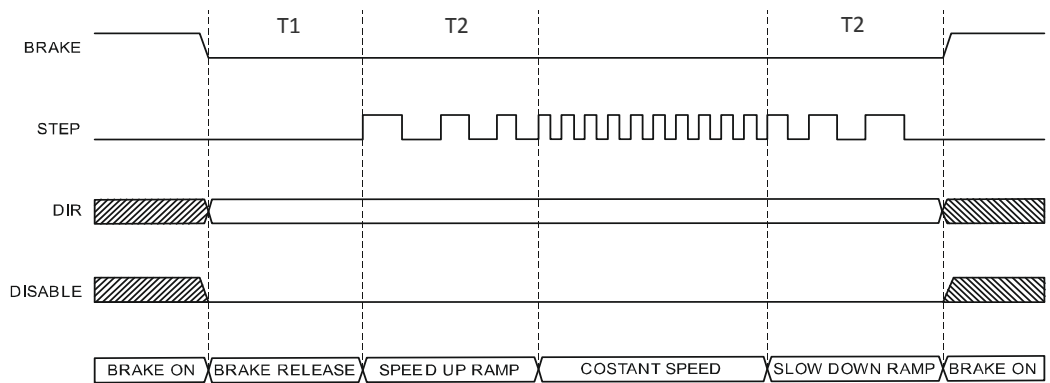 T1 T2 T2
BRAKE
STEP
DIR
DISABLE
BRAKE ON BRAKE RELEASE SPEED UP RAMP COSTANT SPEED SLOW DOWN RAMP BRAKE ON